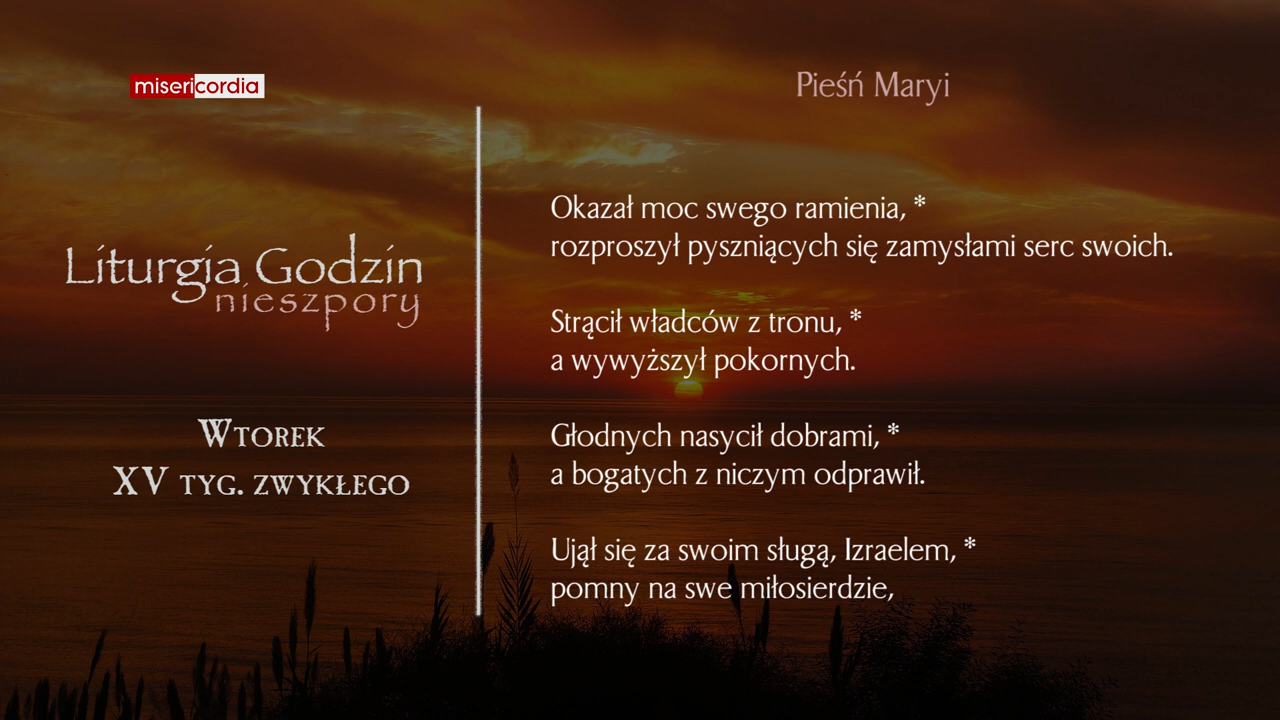 misericordia
Liturgia Godzin
nieszpory
Wtorek
XV tyg. zwykłego
Pieśń Maryi
Okazał moc swego ramienia, *
rozproszył pyszniących się zamysłami serc swoich.
Strącił władców z tronu, *
a wywyższył pokornych.
Głodnych nasycił dobrami, *
a bogatych z niczym odprawił.
Ujął się za swoim sługą, Izraelem, *
pomny na swe miłosierdzie,